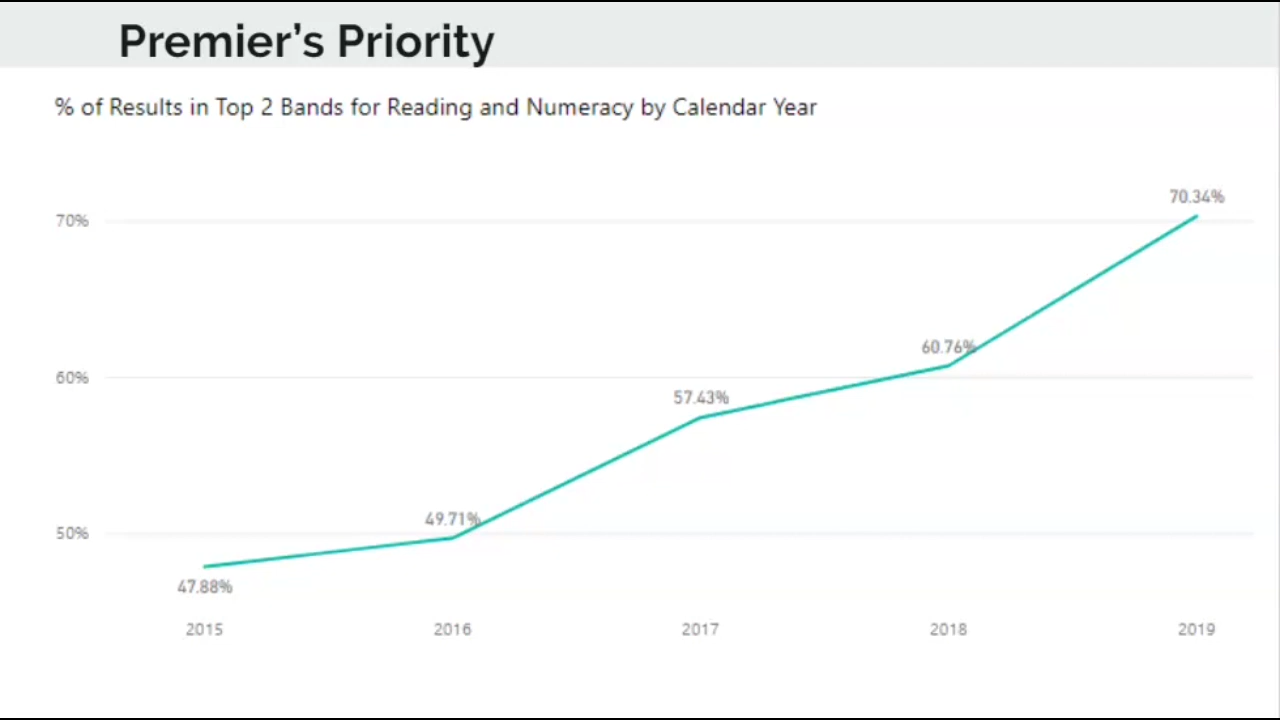 Premier’s Priority
% of Results in Top 2 Bands for Reading and Numeracy by Calendar Year
70.34%
70%
60.76%
60%
57.43%
49.71%
50%
47.88%
2015 2016 2017 2018 2019